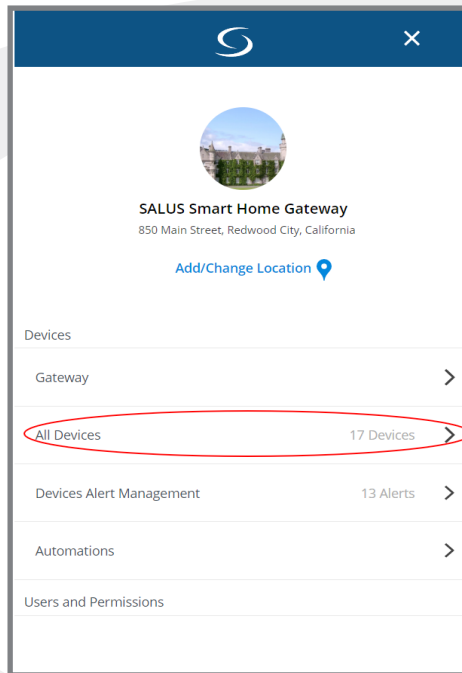 SALUS Smart Home Gateway
850 Main Street, Redwood City, California
Add/Change Location
Devices
Gateway
All Devices 17 Devices
Devices Alert Management 13 Alerts
Automations
Users and Permissions